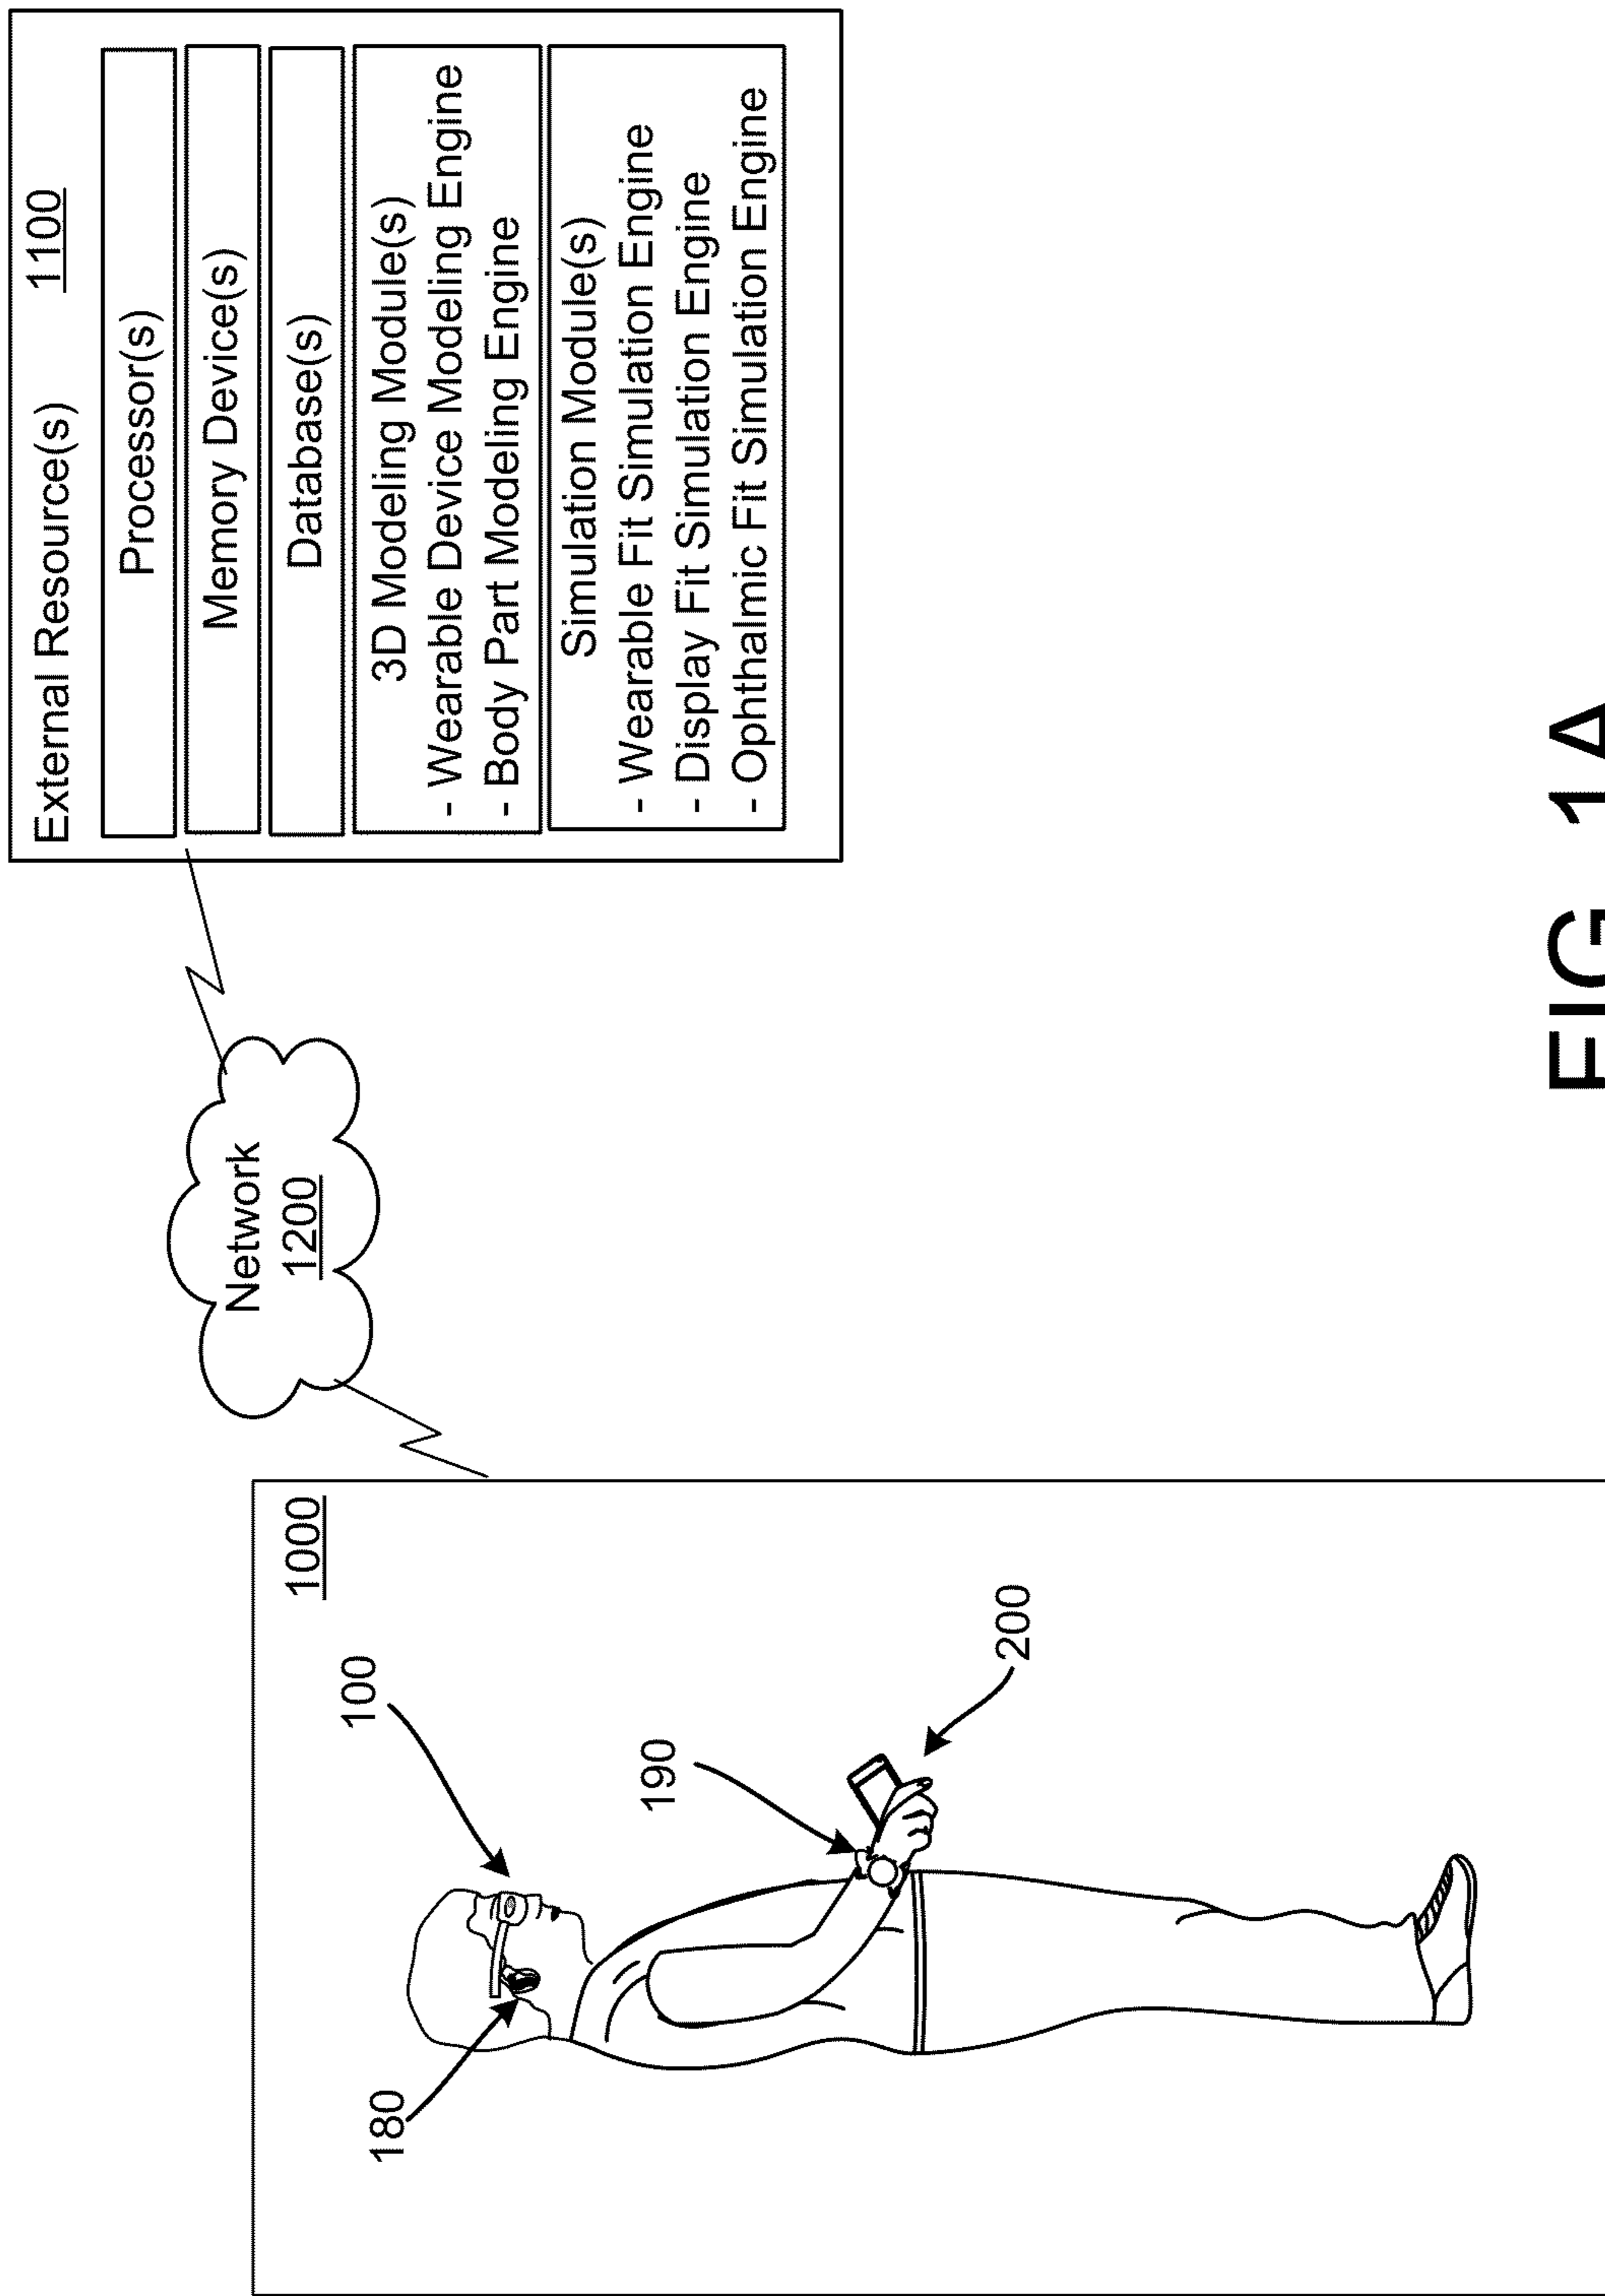 External Resource(s) 1100
Processor(s)
Memory Device(s)
Database(s)
3D Modeling Module(s)
- Wearable Device Modeling Engine
- Body Part Modeling Engine
Simulation Module(s)
- Wearable Fit Simulation Engine
- Display Fit Simulation Engine
- Ophthalmic Fit Simulation Engine
Network
1200
1000
100
180
190
200
FIG. 1A